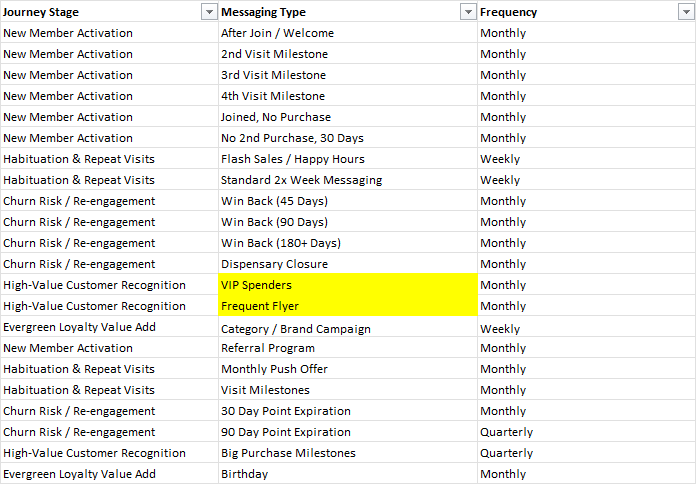 Journey Stage Messaging Type Frequency
New Member Activation After Join / Welcome Monthly
New Member Activation 2nd Visit Milestone Monthly
New Member Activation 3rd Visit Milestone Monthly
New Member Activation 4th Visit Milestone Monthly
New Member Activation Joined, No Purchase Monthly
New Member Activation No 2nd Purchase, 30 Days Monthly
Habituation & Repeat Visits Flash Sales / Happy Hours Weekly
Habituation & Repeat Visits Standard 2x Week Messaging Weekly
Churn Risk / Re-engagement Win Back (45 Days) Monthly
Churn Risk / Re-engagement Win Back (90 Days) Monthly
Churn Risk / Re-engagement Win Back (180+ Days) Monthly
Churn Risk / Re-engagement Dispensary Closure Monthly
High-Value Customer Recognition VIP Spenders Monthly
High-Value Customer Recognition Frequent Flyer Monthly
Evergreen Loyalty Value Add Category / Brand Campaign Weekly
New Member Activation Referral Program Monthly
Habituation & Repeat Visits Monthly Push Offer Monthly
Habituation & Repeat Visits Visit Milestones Monthly
Churn Risk / Re-engagement 30 Day Point Expiration Monthly
Churn Risk / Re-engagement 90 Day Point Expiration Quarterly
High-Value Customer Recognition Big Purchase Milestones Quarterly
Evergreen Loyalty Value Add Birthday Monthly